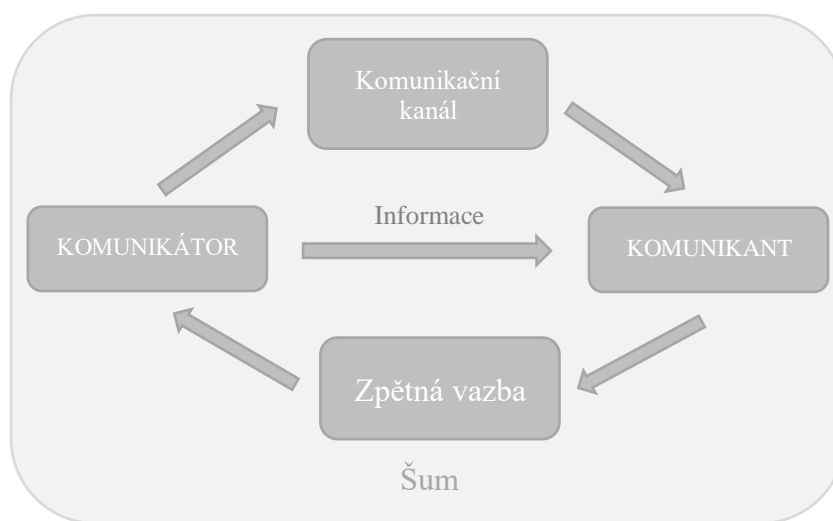 Komunikační
kanál
Informace
KOMUNIKÁTOR
KOMUNIKANT
Zpětná vazba
Šum